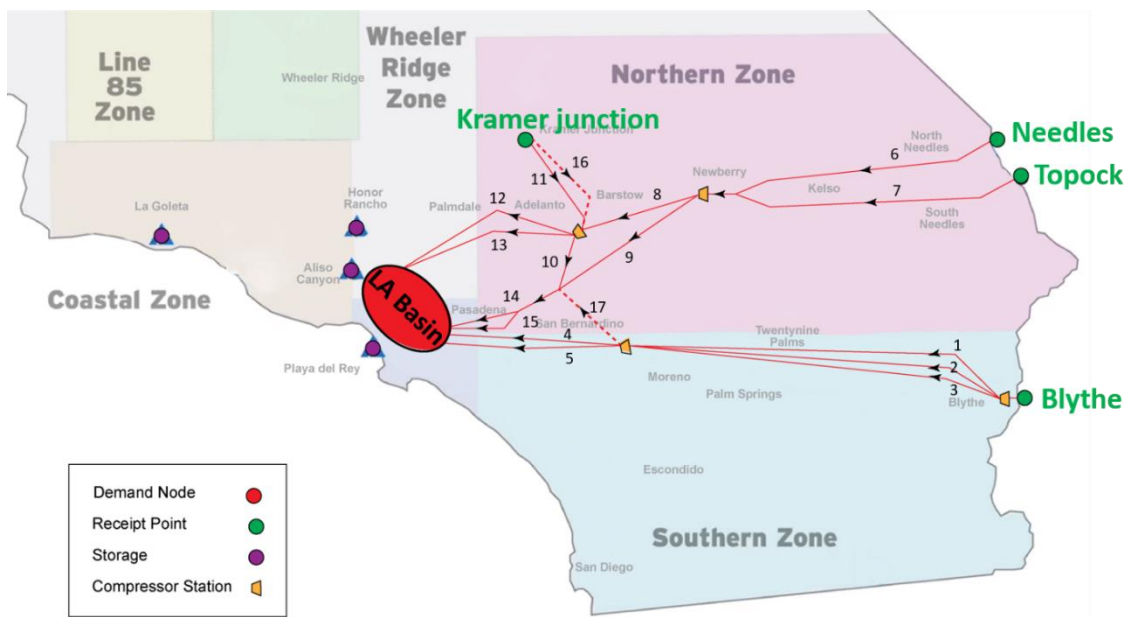 Line
85
Zone
Wheeler
Ridge
Zone
Wheeler Ridge
Northern Zone
Kramer Junction
Kramer junction
Needles
Topock
North
Needles
6
16
11
Newberry
Kelso
7
South
Needles
8
Barstow
12
Palmdale
Adelanto
13
Honor
Rancho
La Goleta
Aliso
Canyon
10
9
Coastal Zone
LA Basin
14
Pasadena
15
17
San Bernardino
4
5
Twentynine
Palms
1
2
3
Playa del Rey
Moreno
Palm Springs
Blythe
Blythe
Escondido
Southern Zone
San Diego
Demand Node
Receipt Point
Storage
Compressor Station